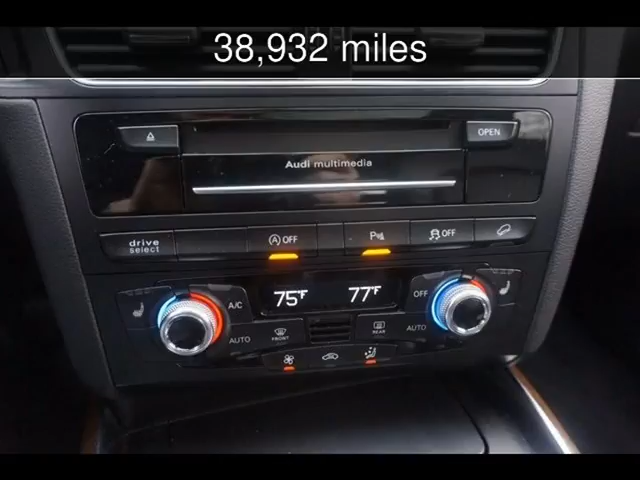 38,932 miles
OPEN
Audi multimedia
drive
select
A OFF
P
OFF
75°F
77°F
A/C
OFF
AUTO
FRONT
REAR
AUTO